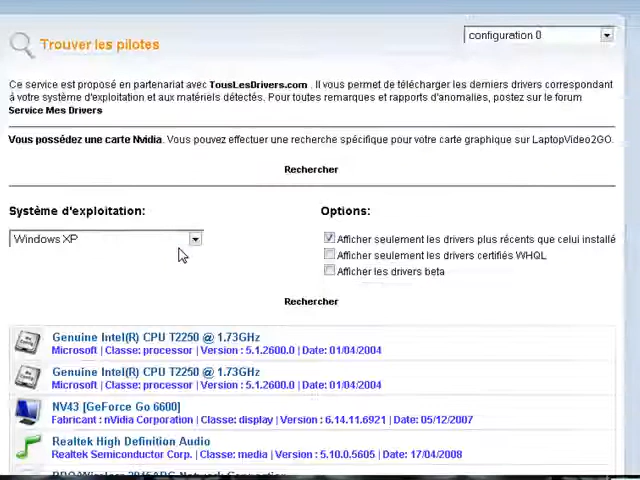 Trouver les pilotes
configuration 0
Ce service est proposé en partenariat avec TousLesDrivers.com . Il vous permet de télécharger les derniers drivers correspondant
à votre système d'exploitation et aux matériels détectés. Pour toutes remarques et rapports d'anomalies, postez sur le forum
Service Mes Drivers
Vous possédez une carte Nvidia. Vous pouvez effectuer une recherche spécifique pour votre carte graphique sur LaptopVideo2GO.
Rechercher
Système d'exploitation:
Windows XP
Options:
Afficher seulement les drivers plus récents que celui installé
Afficher seulement les drivers certifiés WHQL
Afficher les drivers beta
Rechercher
Genuine Intel(R) CPU T2250 @ 1.73GHz
Microsoft | Classe: processor | Version : 5.1.2600.0 | Date: 01/04/2004
Genuine Intel(R) CPU T2250 @ 1.73GHz
Microsoft | Classe: processor | Version : 5.1.2600.0 | Date: 01/04/2004
NV43 [GeForce Go 6600]
Fabricant : nVidia Corporation | Classe: display | Version : 6.14.11.6921 | Date: 05/12/2007
Realtek High Definition Audio
Realtek Semiconductor Corp. | Classe: media | Version : 5.10.0.5605 | Date: 17/04/2008